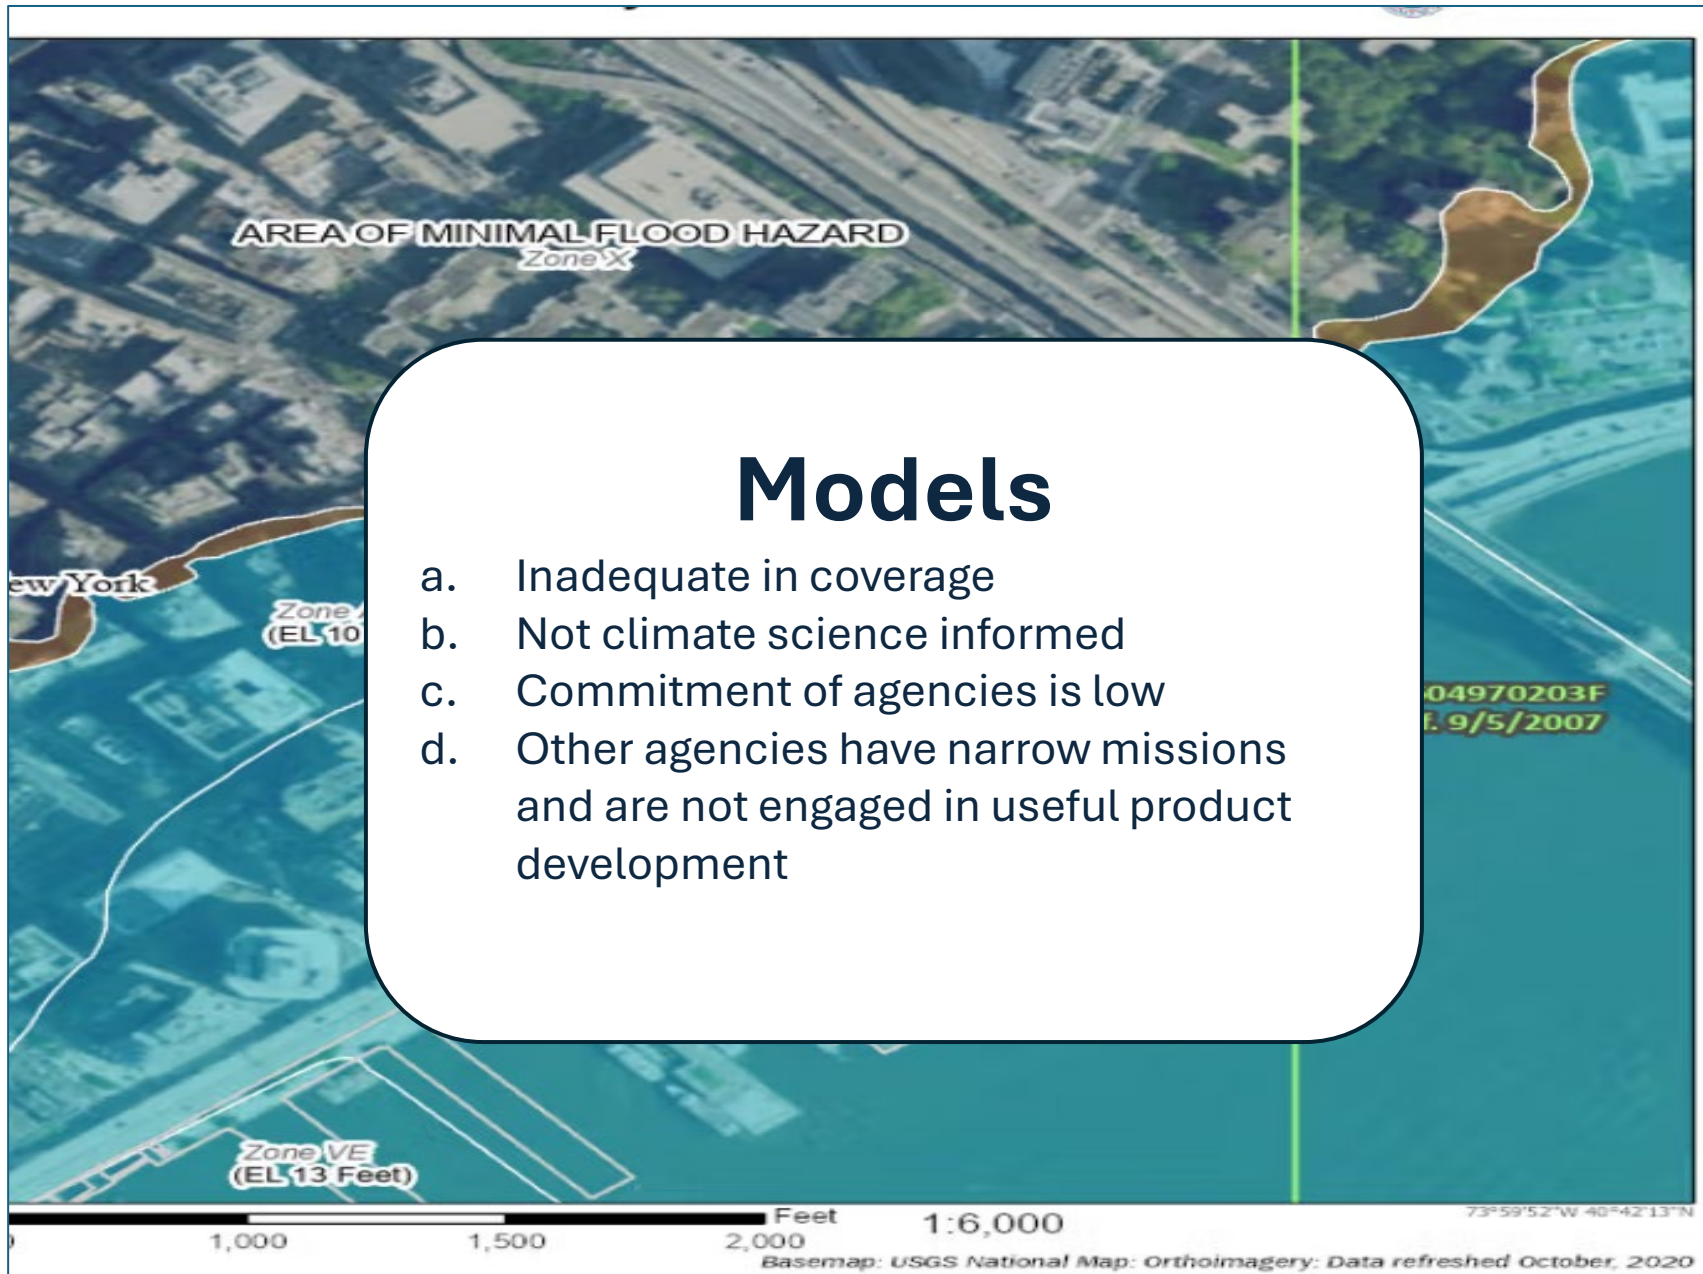 AREA OF MINIMAL FLOOD HAZARD
Zone X
Models
a. Inadequate in coverage
b. Not climate science informed
c. Commitment of agencies is low
d. Other agencies have narrow missions
and are not engaged in useful product
development
ew York
Zone
(EL 10
04970203F
f. 9/5/2007
Zone VE
(EL 13 Feet)
Feet
1:6,000
73°59'52"W 40°42'13"N
1,000
1,500
2,000
Basemap: USGS National Map: Orthoimagery: Data refreshed October, 2020